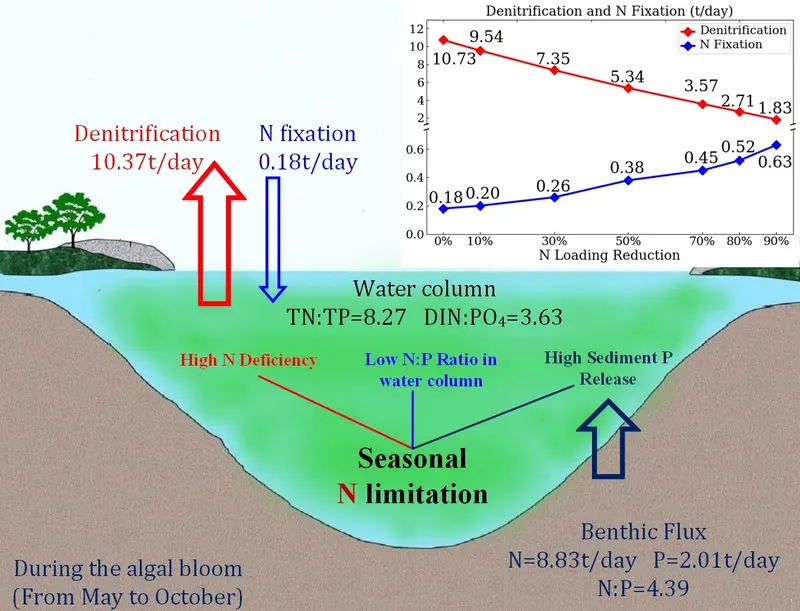 Denitrification and N Fixation (t/day)
Denitrification
N Fixation
12
10
8
6
4
2
0.6
0.4
0.2
0.0
10.73
9.54
7.35
5.34
3.57
2.71
1.83
0.18
0.20
0.26
0.38
0.45
0.52
0.63
0% 10% 30% 50% 70% 80% 90%
N Loading Reduction
Denitrification
10.37t/day
N fixation
0.18t/day
Water column
TN:TP=8.27 DIN:PO₄=3.63
High N Deficiency
Low N:P Ratio in
water column
High Sediment P
Release
Seasonal
N limitation
Benthic Flux
N=8.83t/day P=2.01t/day
N:P=4.39
During the algal bloom
(From May to October)